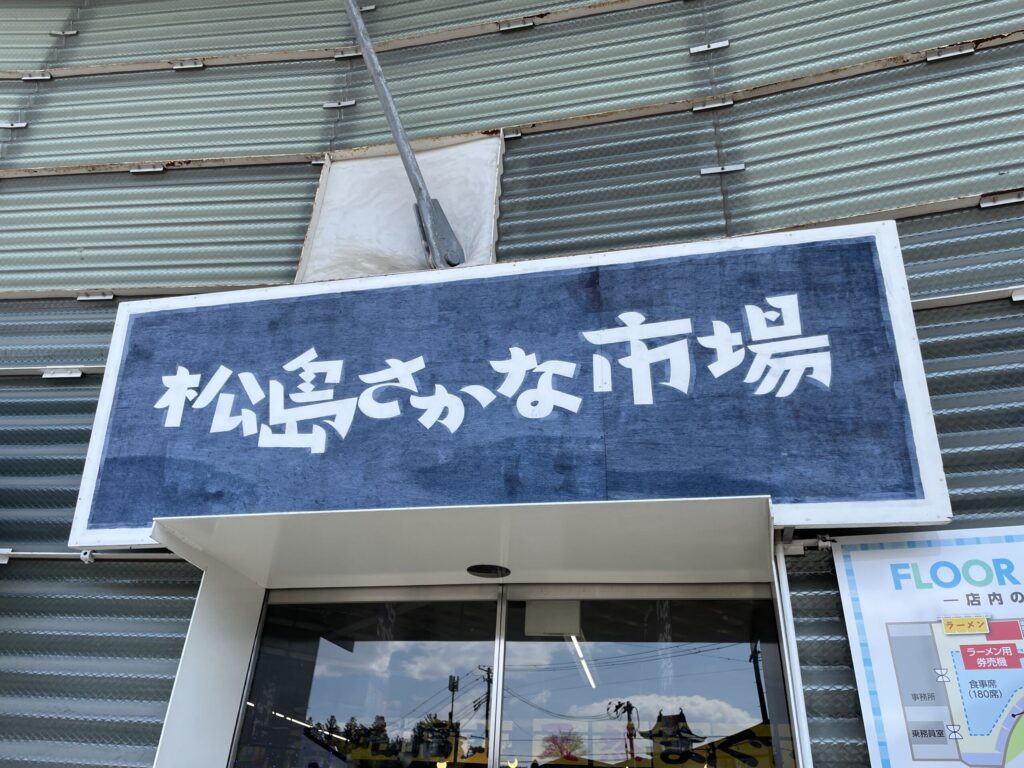 松島さかな市場
FLOOR
店内の
ラーメン
ラーメン用
券売機
食事席
(180席)
事務所
乗務員室